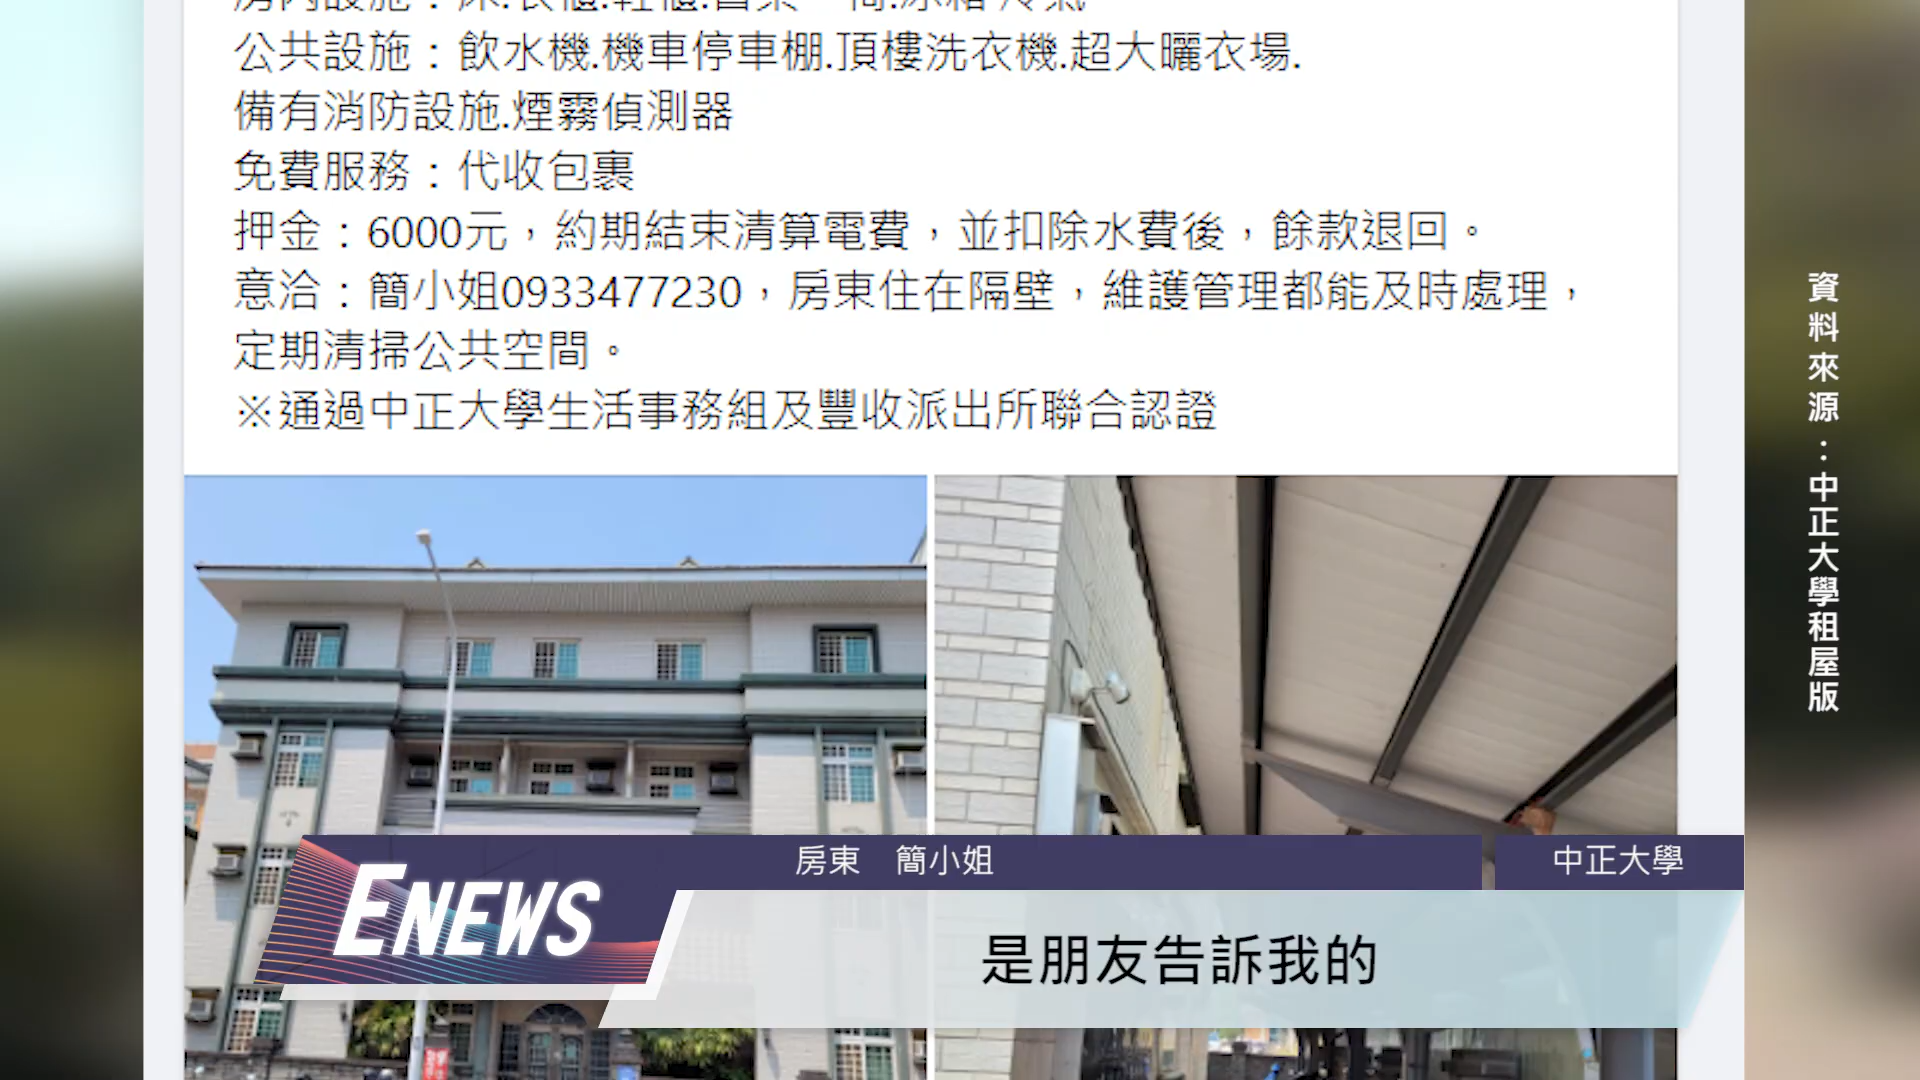 公共設施：飲水機.機車停車棚.頂樓洗衣機.超大曬衣場.
備有消防設施.煙霧偵測器
免費服務：代收包裹
押金：6000元，約期結束清算電費，並扣除水費後，餘款退回。
意洽：簡小姐0933477230，房東住在隔壁，維護管理都能及時處理，
定期清掃公共空間。
※通過中正大學生活事務組及豐收派出所聯合認證
資料來源：中正大學租屋版
房東 簡小姐
中正大學
ENEWS
是朋友告訴我的